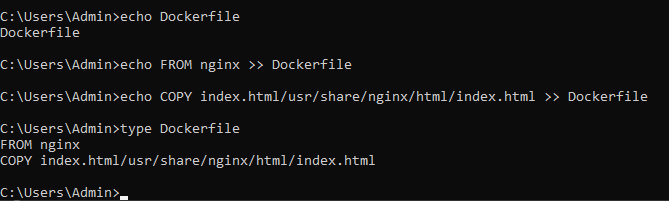 C:\Users\Admin>echo Dockerfile
Dockerfile
C:\Users\Admin>echo FROM nginx >> Dockerfile
C:\Users\Admin>echo COPY index.html/usr/share/nginx/html/index.html >> Dockerfile
C:\Users\Admin>type Dockerfile
FROM nginx
COPY index.html/usr/share/nginx/html/index.html
C:\Users\Admin>